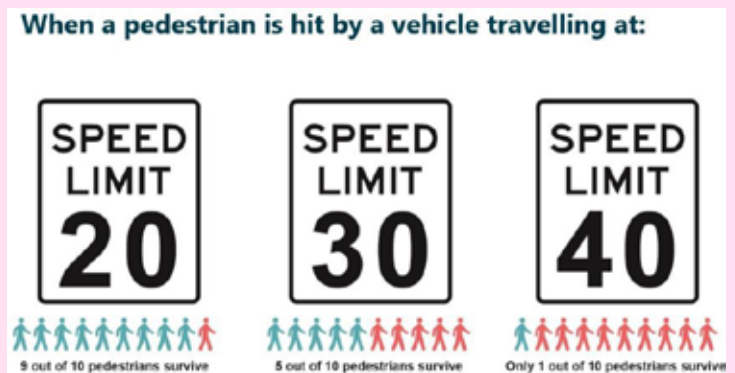 When a pedestrian is hit by a vehicle travelling at:
SPEED
LIMIT
20
SPEED
LIMIT
30
SPEED
LIMIT
40
9 out of 10 pedestrians survive
5 out of 10 pedestrians survive
Only 1 out of 10 pedestrians survive